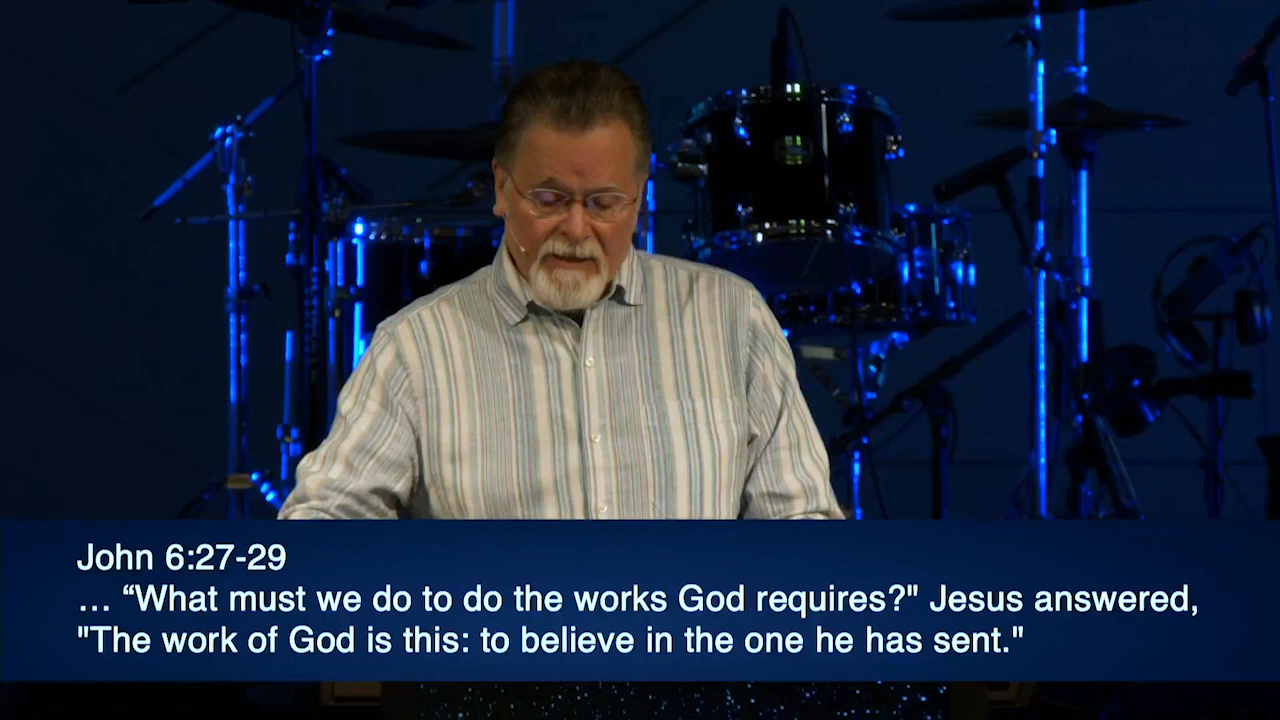 John 6:27-29
… “What must we do to do the works God requires?" Jesus answered,
"The work of God is this: to believe in the one he has sent."